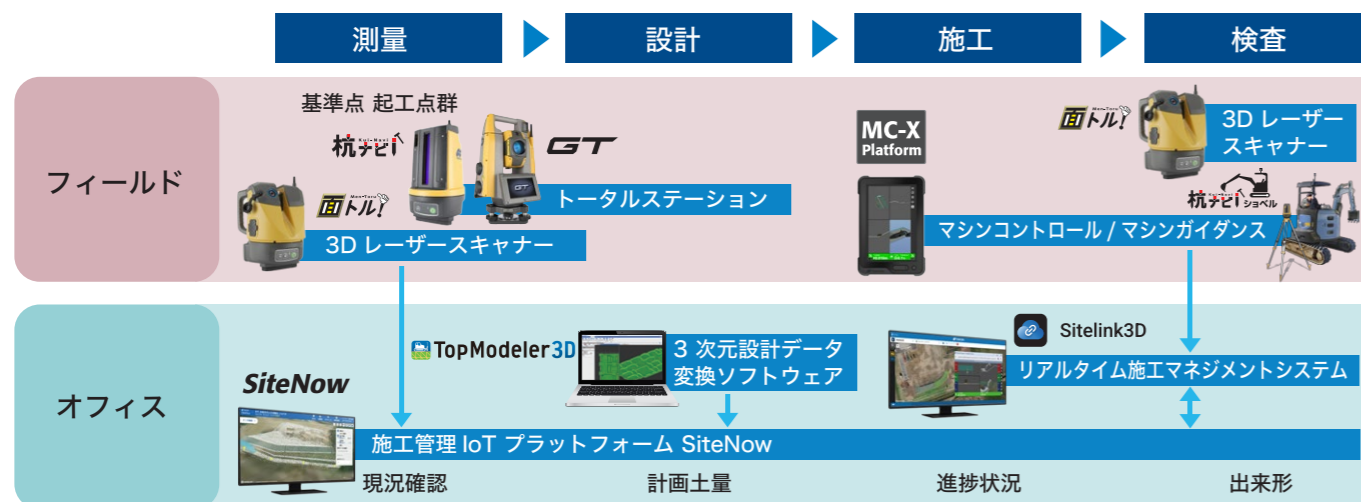 測量
設計
施工
検査
フィールド
基準点 起工点群
杭ナビ
GT
GT
トータルステーション
面トル!
3D レーザースキャナー
MC-X
Platform
面トル!
3D レーザー
スキャナー
杭ナビショベル
マシンコントロール / マシンガイダンス
オフィス
SiteNow
TopModeler3D
3 次元設計データ
変換ソフトウェア
Sitelink3D
リアルタイム施工マネジメントシステム
施工管理 IoT プラットフォーム SiteNow
現況確認
計画土量
進捗状況
出来形